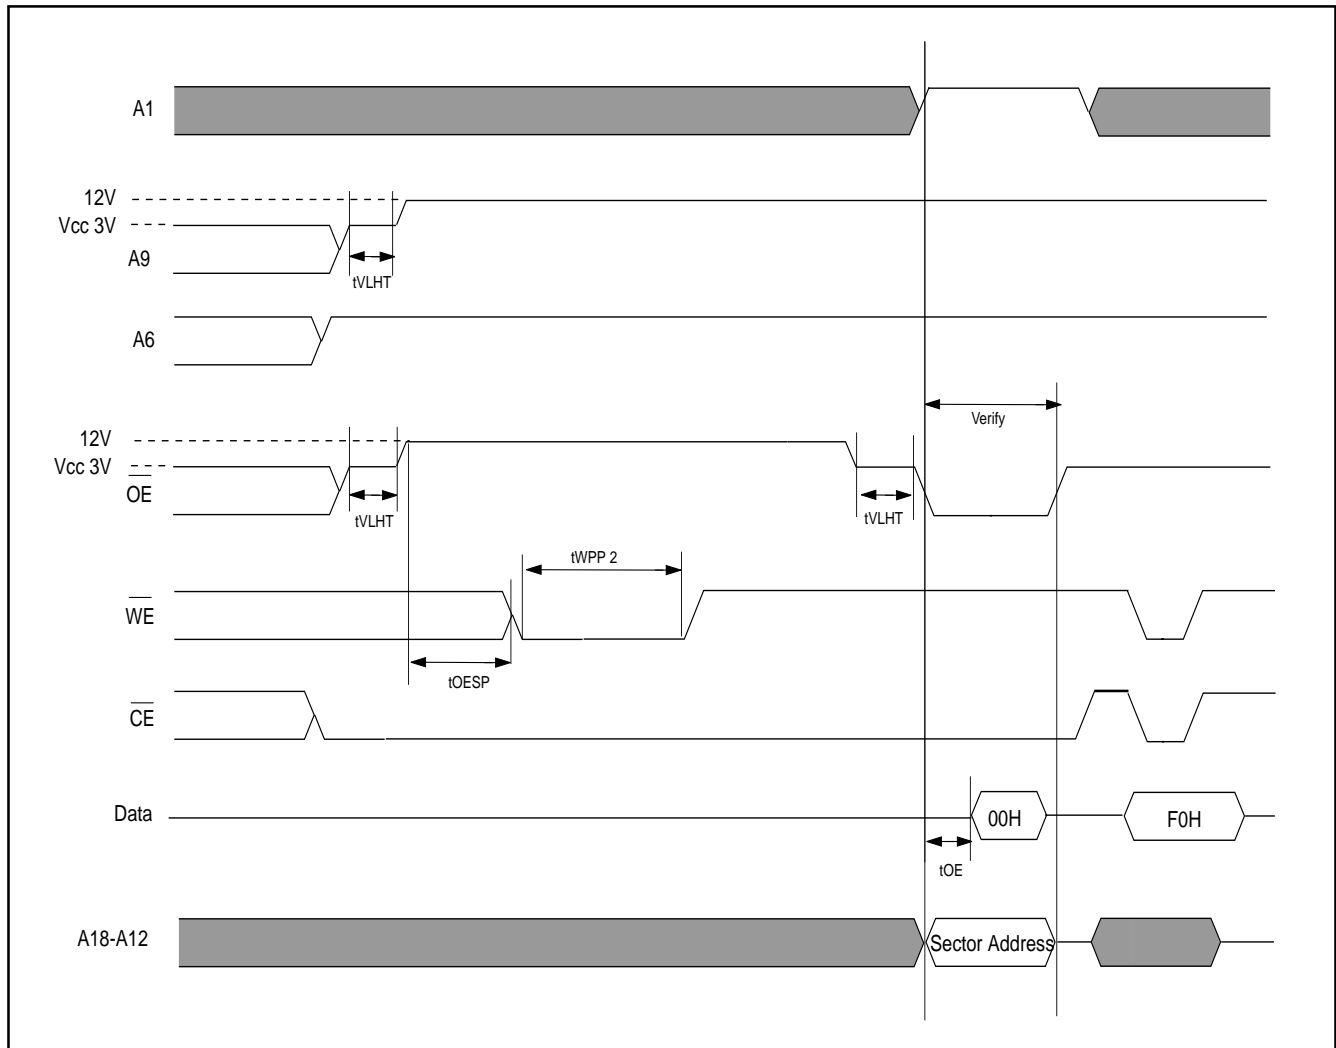 A1
12V
Vcc 3V
A9
tVLHT
A6
Verify
12V
Vcc 3V
OE
tVLHT
tVLHT
tWPP 2
WE
tOESP
CE
Data
00H
F0H
tOE
A18-A12
Sector Address